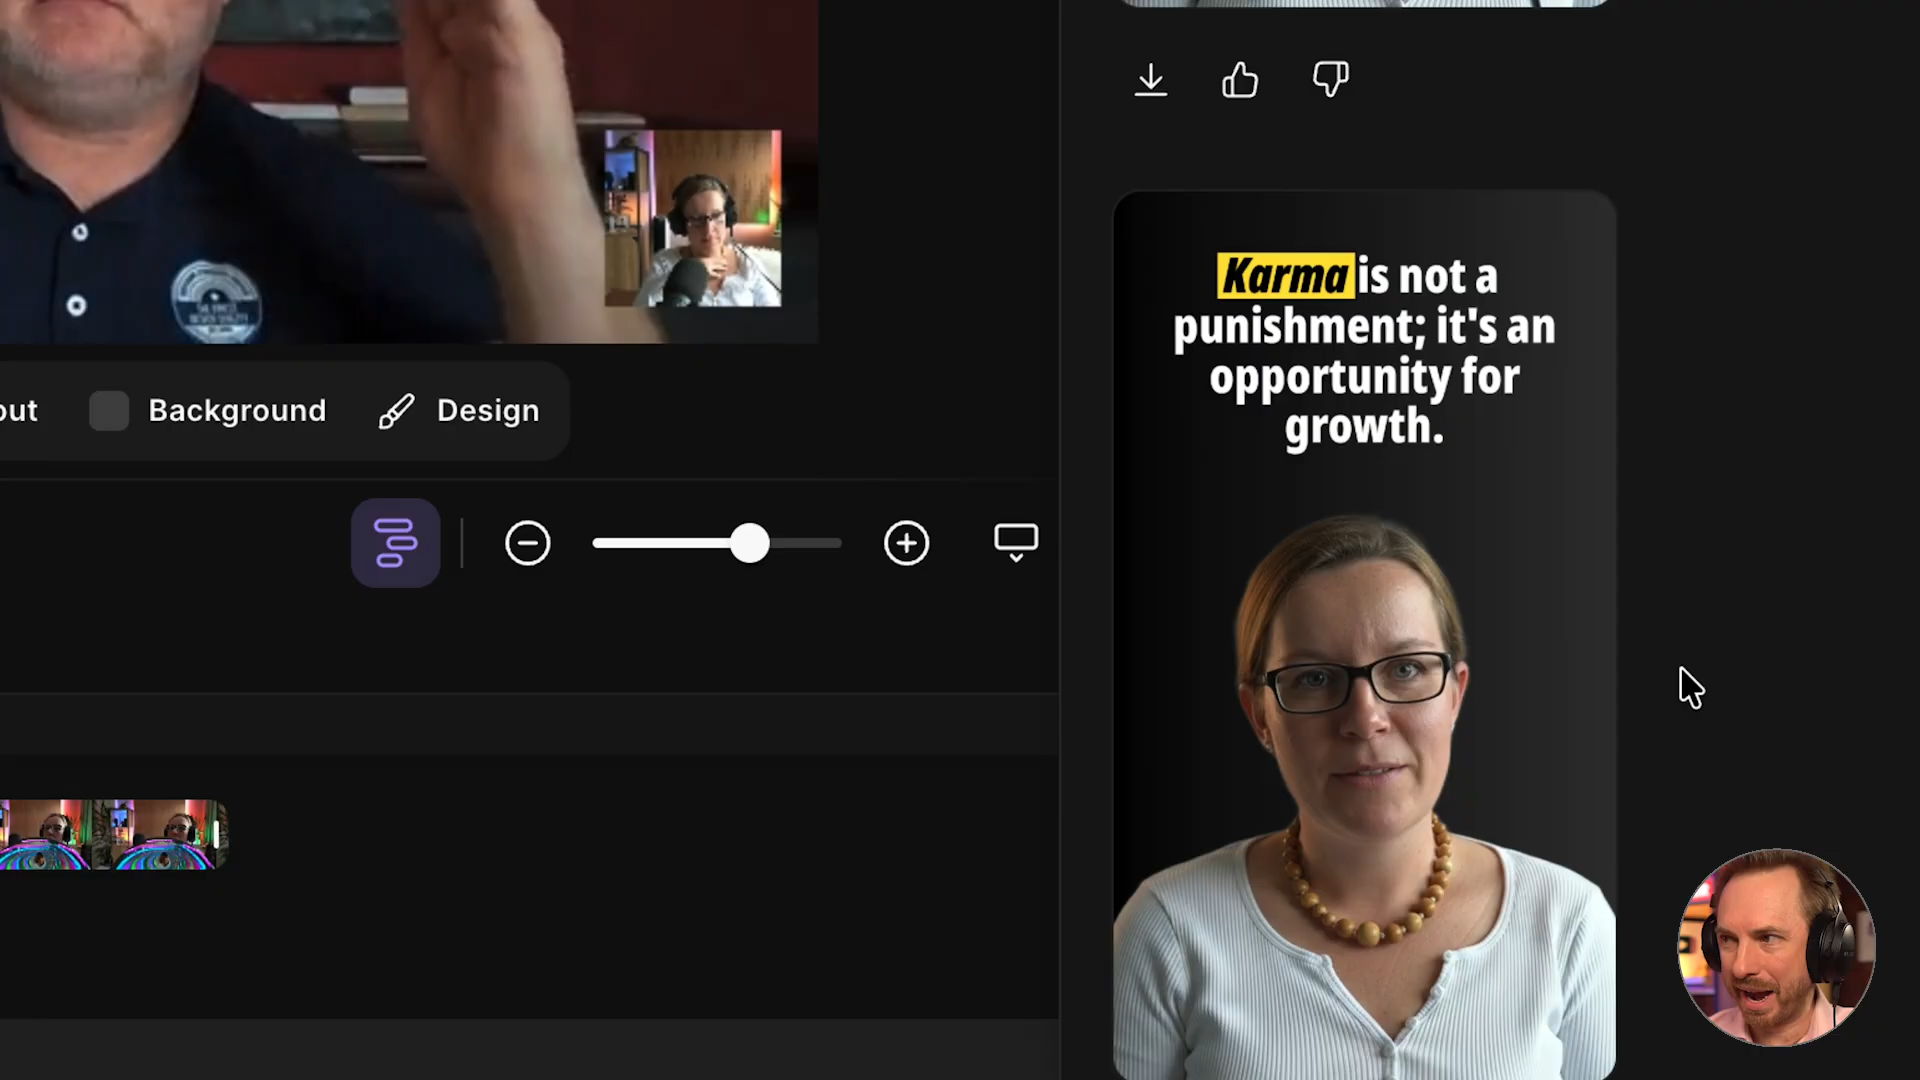 Karma is not a
punishment; it's an
opportunity for
growth.
out
Background
Design